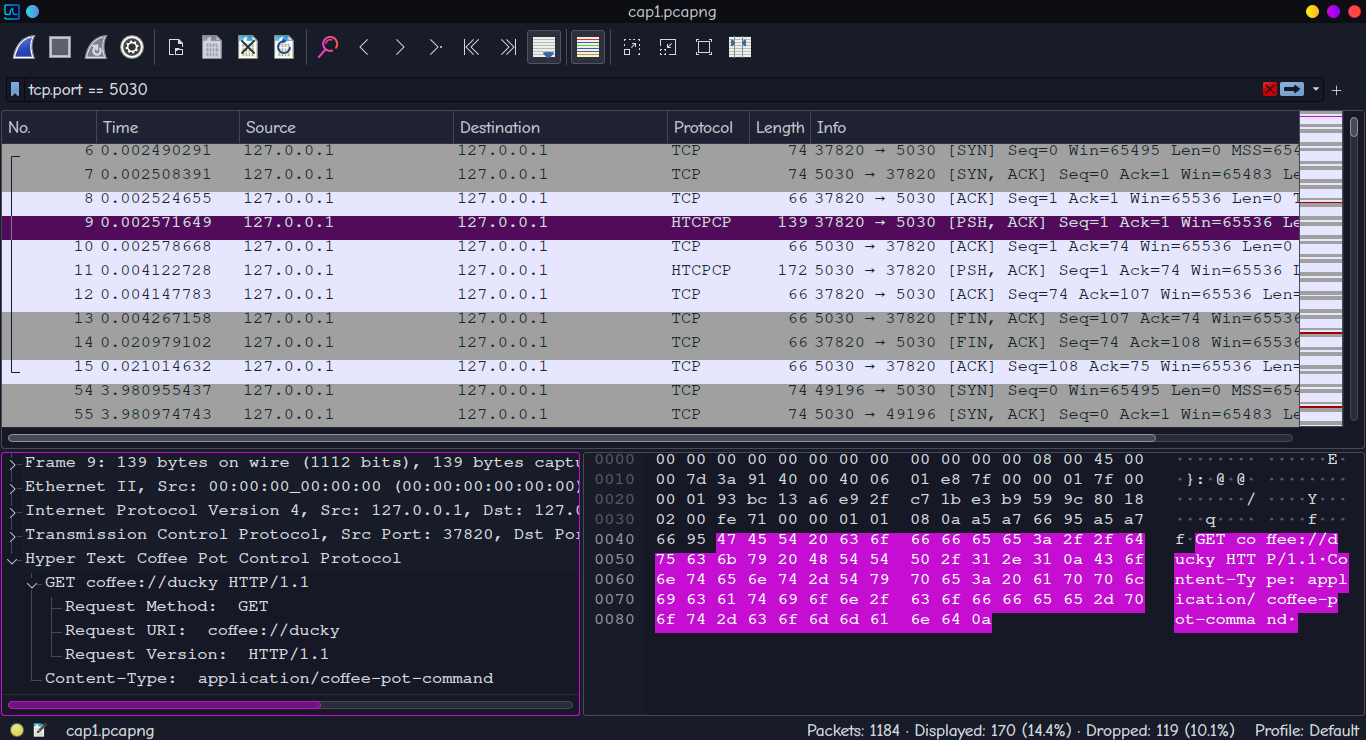 cap1.pcapng
tcp.port == 5030
No. Time Source Destination Protocol Length Info
6 0.002490291 127.0.0.1 127.0.0.1 TCP 74 37820 → 5030 [SYN] Seq=0 Win=65495 Len=0 MSS=654
7 0.002508391 127.0.0.1 127.0.0.1 TCP 74 5030 → 37820 [SYN, ACK] Seq=0 Ack=1 Win=65483 Le
8 0.002524655 127.0.0.1 127.0.0.1 TCP 66 37820 → 5030 [ACK] Seq=1 Ack=1 Win=65536 Len=0 T
9 0.002571649 127.0.0.1 127.0.0.1 HTCPCP 139 37820 → 5030 [PSH, ACK] Seq=1 Ack=1 Win=65536 Le
10 0.002578668 127.0.0.1 127.0.0.1 TCP 66 5030 → 37820 [ACK] Seq=1 Ack=74 Win=65536 Len=0
11 0.004122728 127.0.0.1 127.0.0.1 HTCPCP 172 5030 → 37820 [PSH, ACK] Seq=1 Ack=74 Win=65536 L
12 0.004147783 127.0.0.1 127.0.0.1 TCP 66 37820 → 5030 [ACK] Seq=74 Ack=107 Win=65536 Len=
13 0.004267158 127.0.0.1 127.0.0.1 TCP 66 5030 → 37820 [FIN, ACK] Seq=107 Ack=74 Win=65536
14 0.020979102 127.0.0.1 127.0.0.1 TCP 66 37820 → 5030 [FIN, ACK] Seq=74 Ack=108 Win=65536
15 0.021014632 127.0.0.1 127.0.0.1 TCP 66 5030 → 37820 [ACK] Seq=108 Ack=75 Win=65536 Len=
54 3.980955437 127.0.0.1 127.0.0.1 TCP 74 49196 → 5030 [SYN] Seq=0 Win=65495 Len=0 MSS=654
55 3.980974743 127.0.0.1 127.0.0.1 TCP 74 5030 → 49196 [SYN, ACK] Seq=0 Ack=1 Win=65483 Le
Frame 9: 139 bytes on wire (1112 bits), 139 bytes captu
Ethernet II, Src: 00:00:00_00:00:00 (00:00:00:00:00:00)
Internet Protocol Version 4, Src: 127.0.0.1, Dst: 127.0
Transmission Control Protocol, Src Port: 37820, Dst Por
Hyper Text Coffee Pot Control Protocol
GET coffee://ducky HTTP/1.1
Request Method: GET
Request URI: coffee://ducky
Request Version: HTTP/1.1
Content-Type: application/coffee-pot-command
0000 00 00 00 00 00 00 00 00 00 00 00 00 08 00 45 00 ········ ······E·
0010 00 7d 3a 91 40 00 40 06 01 e8 7f 00 00 01 7f 00 ·}:·@·@· ········
0020 00 01 93 bc 13 a6 e9 2f c7 1b e3 b9 59 9c 80 18 ·······/ ····Y···
0030 02 00 fe 71 00 00 01 01 08 0a a5 a7 66 95 a5 a7 ···q···· ····f···
0040 66 95 47 45 54 20 63 6f 66 66 65 65 3a 2f 2f 64 f·GET co ffee://d
0050 75 63 6b 79 20 48 54 54 50 2f 31 2e 31 0a 43 6f ucky HTT P/1.1·Co
0060 6e 74 65 6e 74 2d 54 79 70 65 3a 20 61 70 70 6c ntent-Ty pe: appl
0070 69 63 61 74 69 6f 6e 2f 63 6f 66 66 65 65 2d 70 ication/ coffee-p
0080 6f 74 2d 63 6f 6d 6d 61 6e 64 0a ot-comma nd·
cap1.pcapng
Packets: 1184 · Displayed: 170 (14.4%) · Dropped: 119 (10.1%) Profile: Default